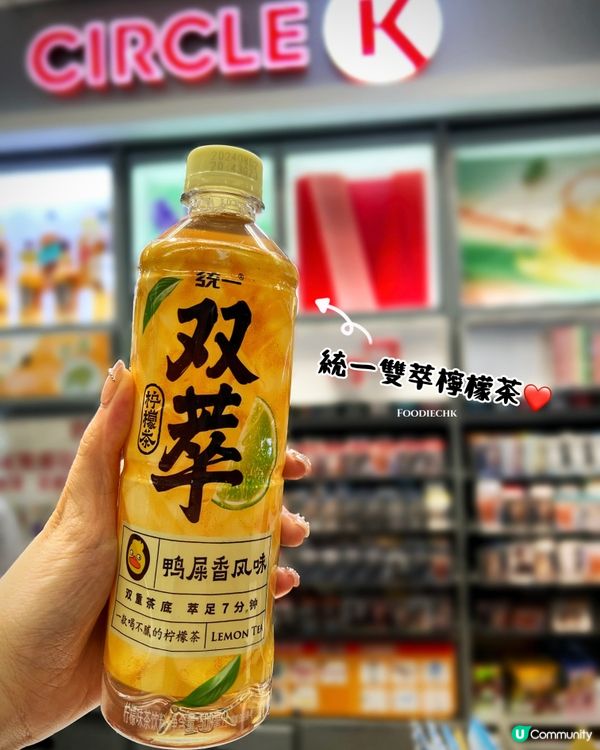 CIRCLE K
统一®
双萃
柠檬茶
統一雙萃檸檬茶
FOODIECHK
鸭屎香风味
双重茶底 萃足7分钟
一款喝不腻的柠檬茶
LEMON TEA
U Community